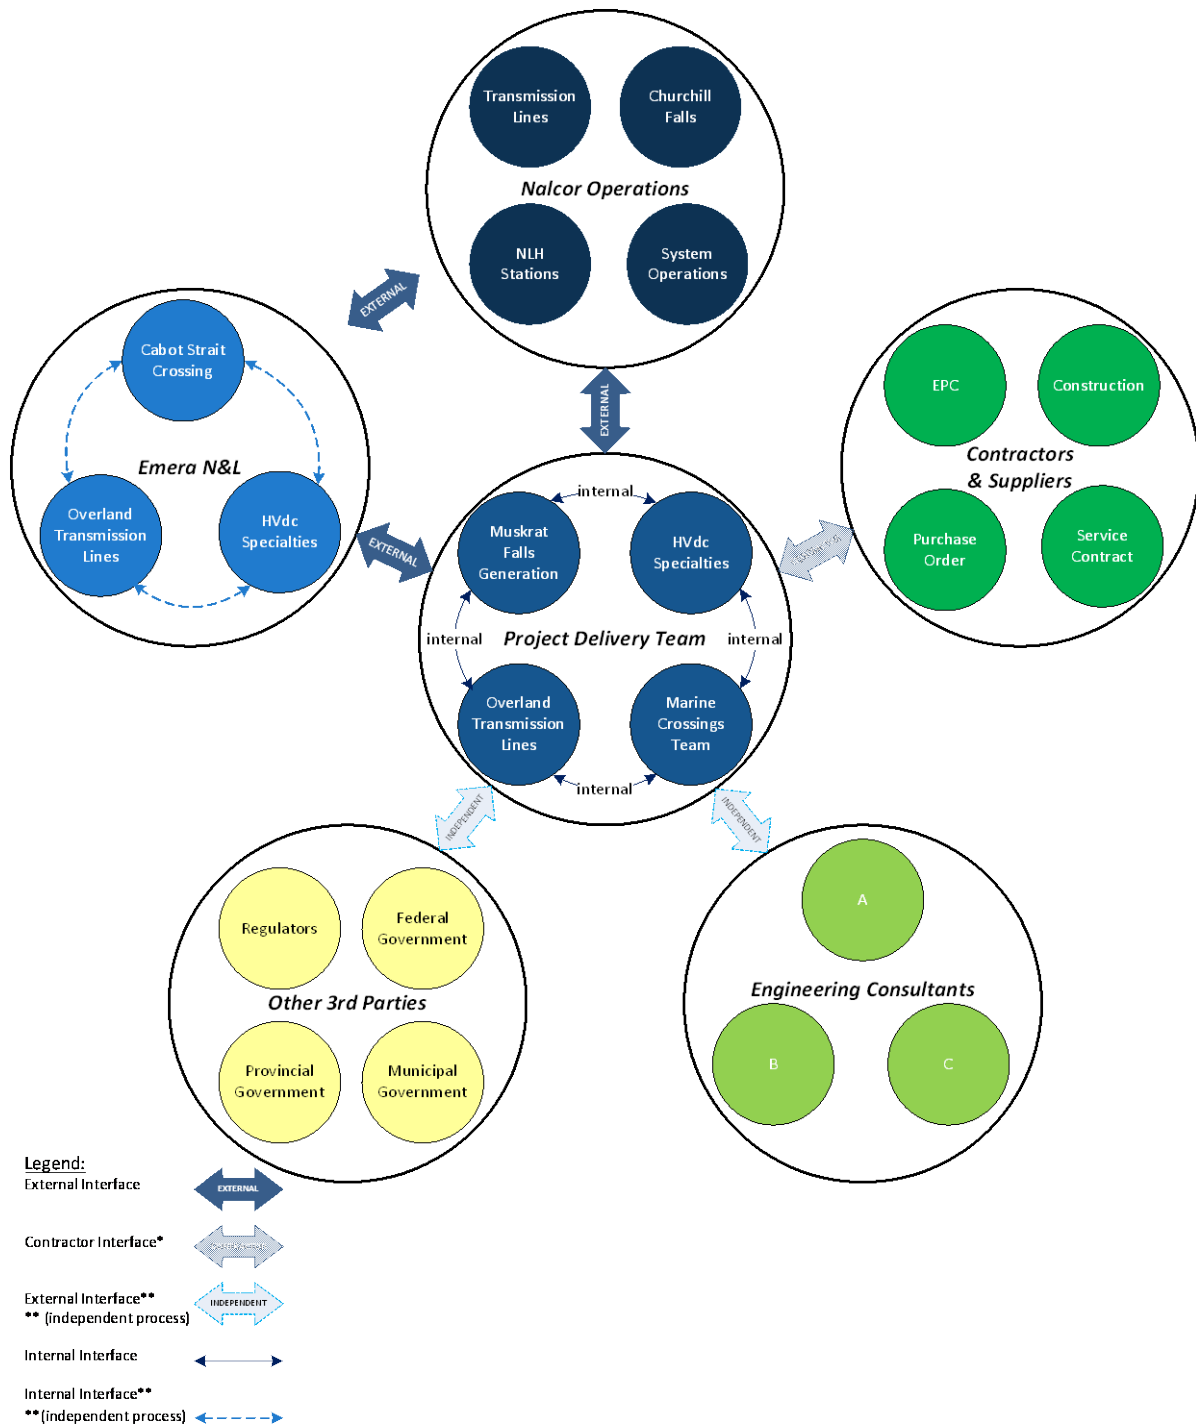 Transmission
Lines
Churchill
Falls
Nalcor Operations
NLH
Stations
System
Operations
EXTERNAL
Cabot Strait
Crossing
Emera N&L
Overland
Transmission
Lines
HVdc
Specialties
EXTERNAL
EPC
Construction
Contractors
& Suppliers
Purchase
Order
Service
Contract
EXTERNAL
internal
Muskrat
Falls
Generation
HVdc
Specialties
internal
Project Delivery Team
internal
Overland
Transmission
Lines
Marine
Crossings
Team
internal
INDEPENDENT
INDEPENDENT
Regulators
Federal
Government
Other 3rd Parties
Provincial
Government
Municipal
Government
A
Engineering Consultants
B
C
Legend:
External Interface
EXTERNAL
Contractor Interface*
External Interface**
** (independent process)
INDEPENDENT
Internal Interface
Internal Interface**
**(independent process)